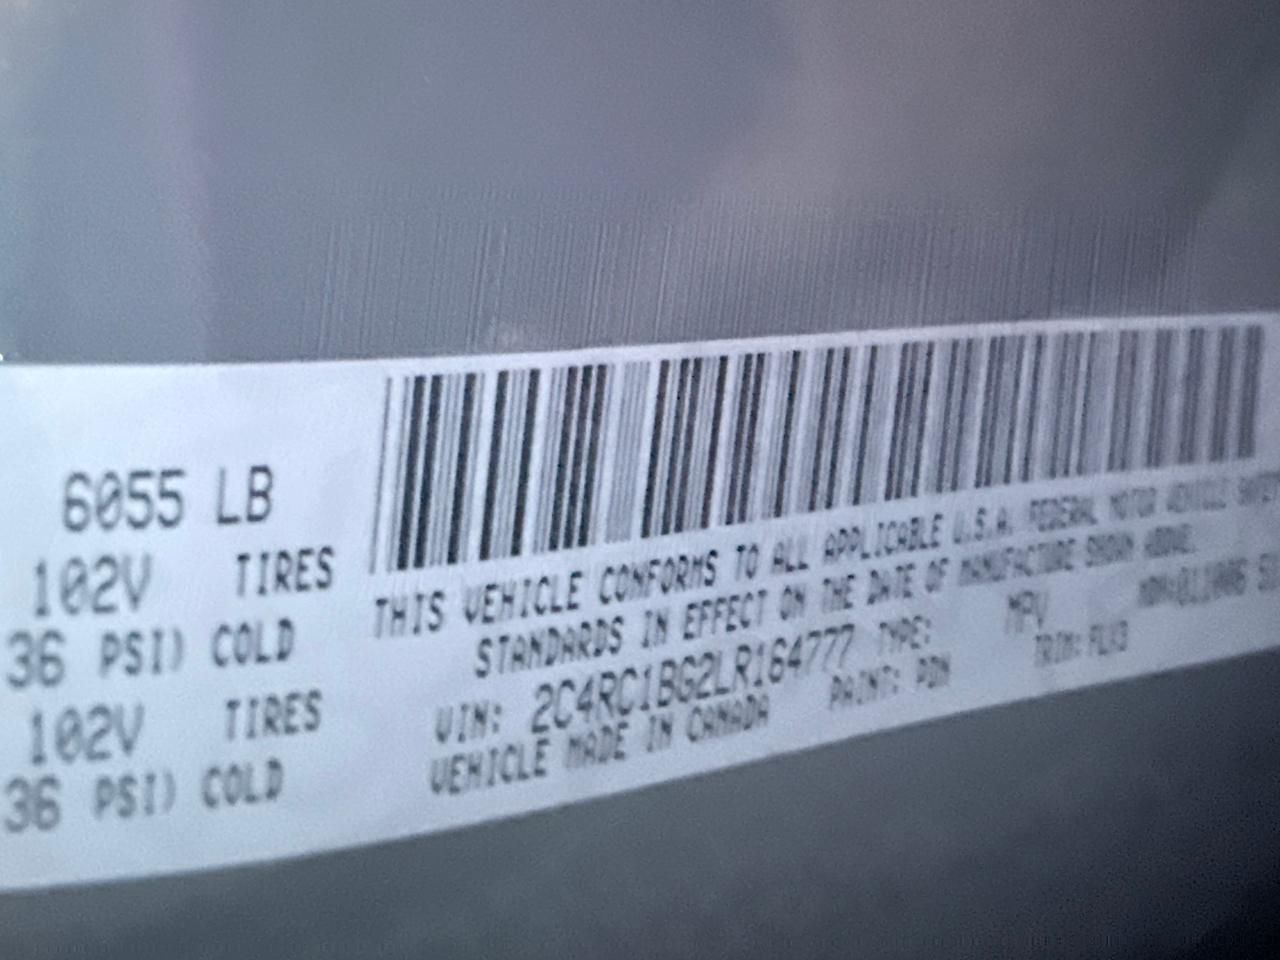 6055 LB
102V TIRES
36 PSI) COLD
102V TIRES
36 PSI) COLD
THIS VEHICLE CONFORMS TO ALL APPLICABLE U.S.A. FEDERAL MOTOR VEHICLE
STANDARDS IN EFFECT ON THE DATE OF MANUFACTURE SHOWN ABOVE.
VIN: 2C4RC1BG2LR164777 TYPE: MPV
VEHICLE MADE IN CANADA PAINT: PDN TRIM: